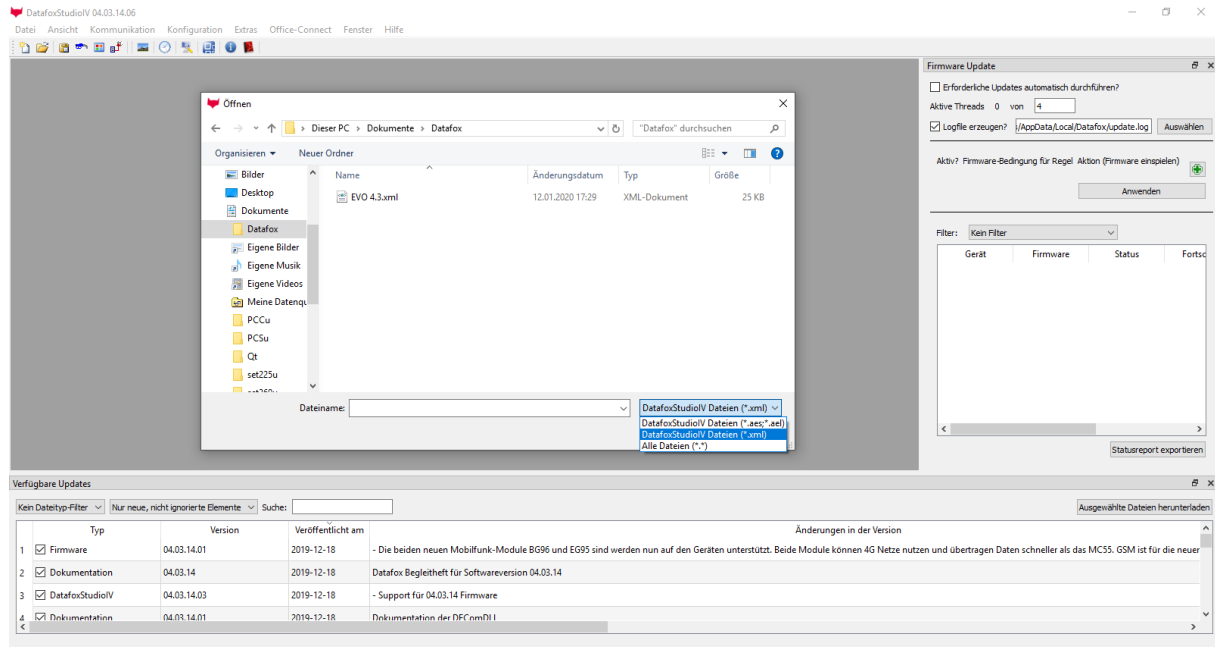 DatafoxStudioIV 04.03.14.06
Datei Ansicht Kommunikation Konfiguration Extras Office-Connect Fenster Hilfe
Firmware Update
Erforderliche Updates automatisch durchführen?
Aktive Threads 0 von 4
Logfile erzeugen? /AppData/Local/Datafox/update.log Auswählen
Aktiv? Firmware-Bedingung für Regel Aktion (Firmware einspielen)
Anwenden
Filter: Kein Filter
Gerät Firmware Status Fortsc
Statusreport exportieren
Öffnen
Dieser PC > Dokumente > Datafox
"Datafox" durchsuchen
Organisieren Neuer Ordner
Name Änderungsdatum Typ Größe
EVO 4.3.xml 12.01.2020 17:29 XML-Dokument 25 KB
Bilder
Desktop
Dokumente
Datafox
Eigene Bilder
Eigene Musik
Eigene Videos
Meine Datenqu
PCCu
PCSu
Qt
set225u
Dateiname: DatafoxStudioIV Dateien (*.xml)
DatafoxStudioIV Dateien (*.aes;*.ael)
DatafoxStudioIV Dateien (*.xml)
Alle Dateien (*.*)
Verfügbare Updates
Kein Dateityp-Filter Nur neue, nicht ignorierte Elemente Suche: Ausgewählte Dateien herunterladen
Typ Version Veröffentlicht am Änderungen in der Version
1 Firmware 04.03.14.01 2019-12-18 - Die beiden neuen Mobilfunk-Module BG96 und EG95 sind werden nun auf den Geräten unterstützt. Beide Module können 4G Netze nutzen und übertragen Daten schneller als das MC55. GSM ist für die neuer
2 Dokumentation 04.03.14 2019-12-18 Datafox Begleitheft für Softwareversion 04.03.14
3 DatafoxStudioIV 04.03.14.03 2019-12-18 - Support für 04.03.14 Firmware
4 Dokumentation 04.03.14.01 2019-12-18 Dokumentation der DFComDLL